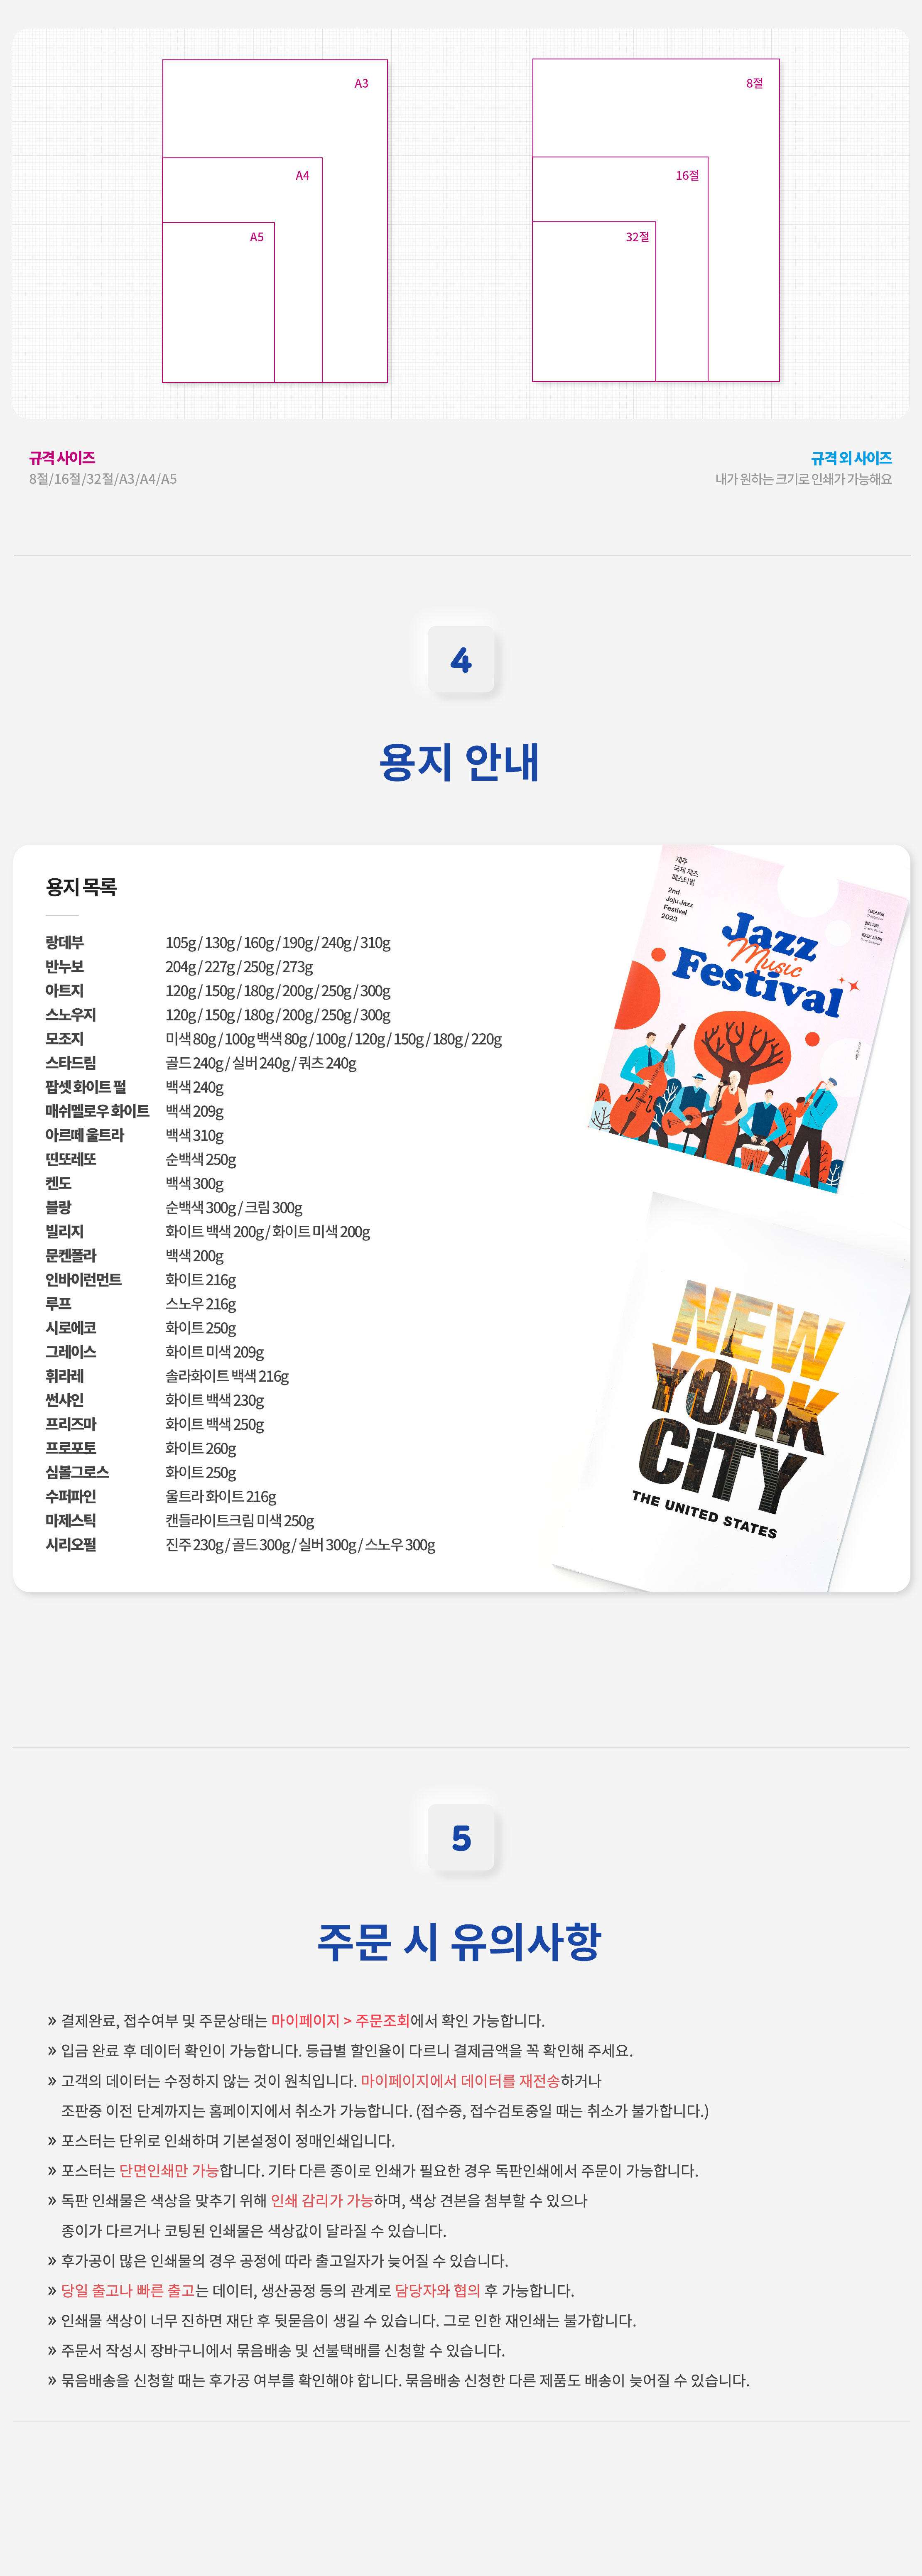 A3
A4
A5
8절
16절
32절
규격 사이즈
8절/16절/32절/A3/A4/A5
규격 외 사이즈
내가 원하는 크기로 인쇄가 가능해요
4
용지 안내
용지 목록
랑데부 105g / 130g / 160g / 190g / 240g / 310g
반누보 204g / 227g / 250g / 273g
아트지 120g / 150g / 180g / 200g / 250g / 300g
스노우지 120g / 150g / 180g / 200g / 250g / 300g
모조지 미색 80g / 100g 백색 80g / 100g / 120g / 150g / 180g / 220g
스타드림 골드 240g / 실버 240g / 쿼츠 240g
팝셋 화이트 펄 백색 240g
매쉬멜로우 화이트 백색 209g
아르떼 울트라 백색 310g
띤또레또 순백색 250g
켄도 백색 300g
블랑 순백색 300g / 크림 300g
빌리지 화이트 백색 200g / 화이트 미색 200g
문켄폴라 백색 200g
인바이런먼트 화이트 216g
루프 스노우 216g
시로에코 화이트 250g
그레이스 화이트 미색 209g
휘라레 솔라화이트 백색 216g
썬샤인 화이트 백색 230g
프리즈마 화이트 백색 250g
프로포토 화이트 260g
심볼그로스 화이트 250g
수퍼파인 울트라 화이트 216g
마제스틱 캔들라이트크림 미색 250g
시리오펄 진주 230g / 골드 300g / 실버 300g / 스노우 300g
제주
국제 재즈
페스티벌
2nd
Jeju Jazz
Festival
2023
Jazz
Music
Festival
NEW
YORK
CITY
THE UNITED STATES
5
주문 시 유의사항
» 결제완료, 접수여부 및 주문상태는 마이페이지 > 주문조회에서 확인 가능합니다.
» 입금 완료 후 데이터 확인이 가능합니다. 등급별 할인율이 다르니 결제금액을 꼭 확인해 주세요.
» 고객의 데이터는 수정하지 않는 것이 원칙입니다. 마이페이지에서 데이터를 재전송하거나
조판중 이전 단계까지는 홈페이지에서 취소가 가능합니다. (접수중, 접수검토중일 때는 취소가 불가합니다.)
» 포스터는 단위로 인쇄하며 기본설정이 정매인쇄입니다.
» 포스터는 단면인쇄만 가능합니다. 기타 다른 종이로 인쇄가 필요한 경우 독판인쇄에서 주문이 가능합니다.
» 독판 인쇄물은 색상을 맞추기 위해 인쇄 감리가 가능하며, 색상 견본을 첨부할 수 있으나
종이가 다르거나 코팅된 인쇄물은 색상값이 달라질 수 있습니다.
» 후가공이 많은 인쇄물의 경우 공정에 따라 출고일자가 늦어질 수 있습니다.
» 당일 출고나 빠른 출고는 데이터, 생산공정 등의 관계로 담당자와 협의 후 가능합니다.
» 인쇄물 색상이 너무 진하면 재단 후 뒷묻음이 생길 수 있습니다. 그로 인한 재인쇄는 불가합니다.
» 주문서 작성시 장바구니에서 묶음배송 및 선불택배를 신청할 수 있습니다.
» 묶음배송을 신청할 때는 후가공 여부를 확인해야 합니다. 묶음배송 신청한 다른 제품도 배송이 늦어질 수 있습니다.